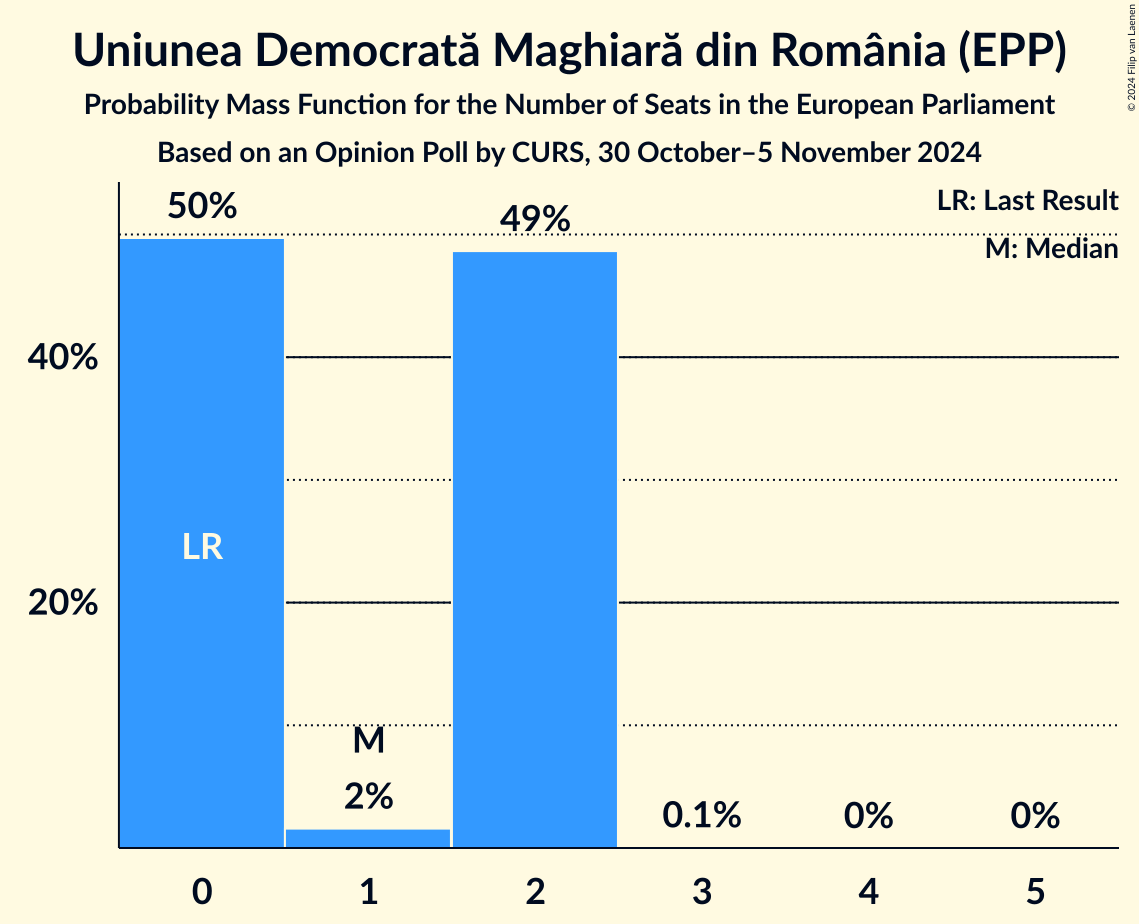 Uniunea Democrată Maghiară din România (EPP)
Probability Mass Function for the Number of Seats in the European Parliament
Based on an Opinion Poll by CURS, 30 October–5 November 2024
© 2024 Filip van Laenen
LR: Last Result
M: Median
50%
49%
40%
LR
20%
M
2%
0.1%
0%
0%
0 1 2 3 4 5